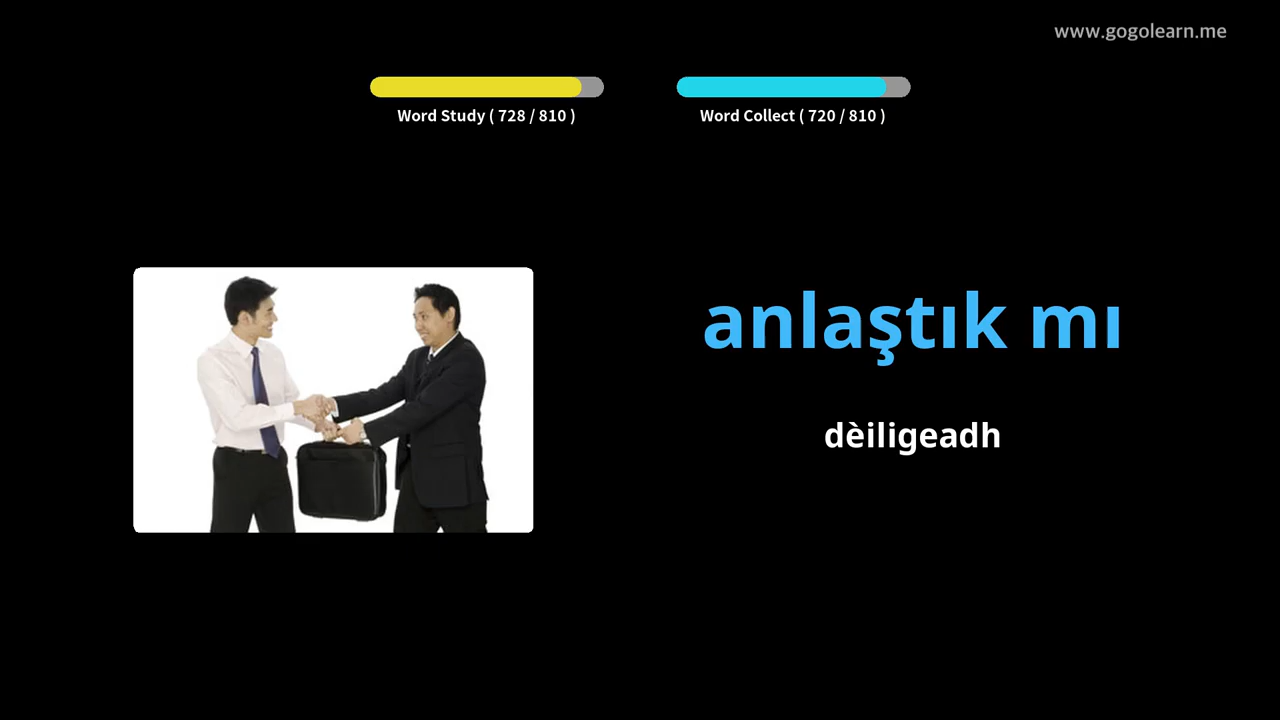 www.gogolearn.me
Word Study ( 728 / 810 )
Word Collect ( 720 / 810 )
anlaştık mı
dèiligeadh